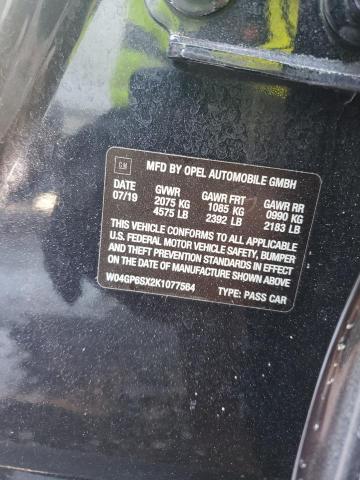 GM MFD BY OPEL AUTOMOBILE GMBH
DATE GVWR GAWR FRT GAWR RR
07/19 2075 KG 1085 KG 0990 KG
4575 LB 2392 LB 2183 LB
THIS VEHICLE CONFORMS TO ALL APPLICABLE
U.S. FEDERAL MOTOR VEHICLE SAFETY, BUMPER
AND THEFT PREVENTION STANDARDS IN EFFECT
ON THE DATE OF MANUFACTURE SHOWN ABOVE
W04GP6SX2K1077564 TYPE: PASS CAR